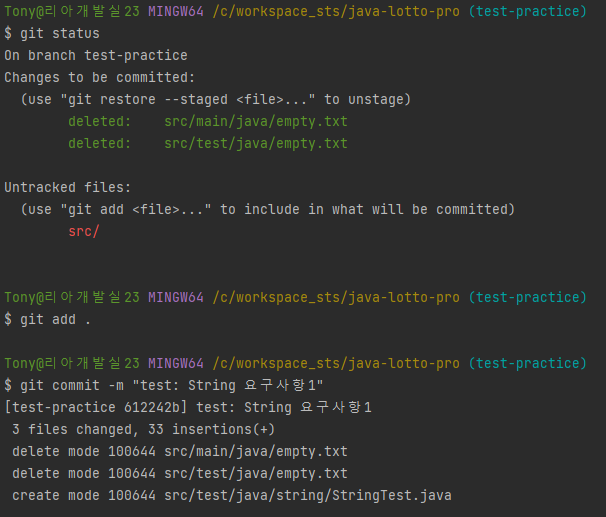 Tony@리아개발실23 MINGW64 /c/workspace_sts/java-lotto-pro (test-practice)
$ git status
On branch test-practice
Changes to be committed:
  (use "git restore --staged <file>..." to unstage)
        deleted:    src/main/java/empty.txt
        deleted:    src/test/java/empty.txt

Untracked files:
  (use "git add <file>..." to include in what will be committed)
        src/

Tony@리아개발실23 MINGW64 /c/workspace_sts/java-lotto-pro (test-practice)
$ git add .

Tony@리아개발실23 MINGW64 /c/workspace_sts/java-lotto-pro (test-practice)
$ git commit -m "test: String 요구사항1"
[test-practice 612242b] test: String 요구사항1
 3 files changed, 33 insertions(+)
 delete mode 100644 src/main/java/empty.txt
 delete mode 100644 src/test/java/empty.txt
 create mode 100644 src/test/java/string/StringTest.java